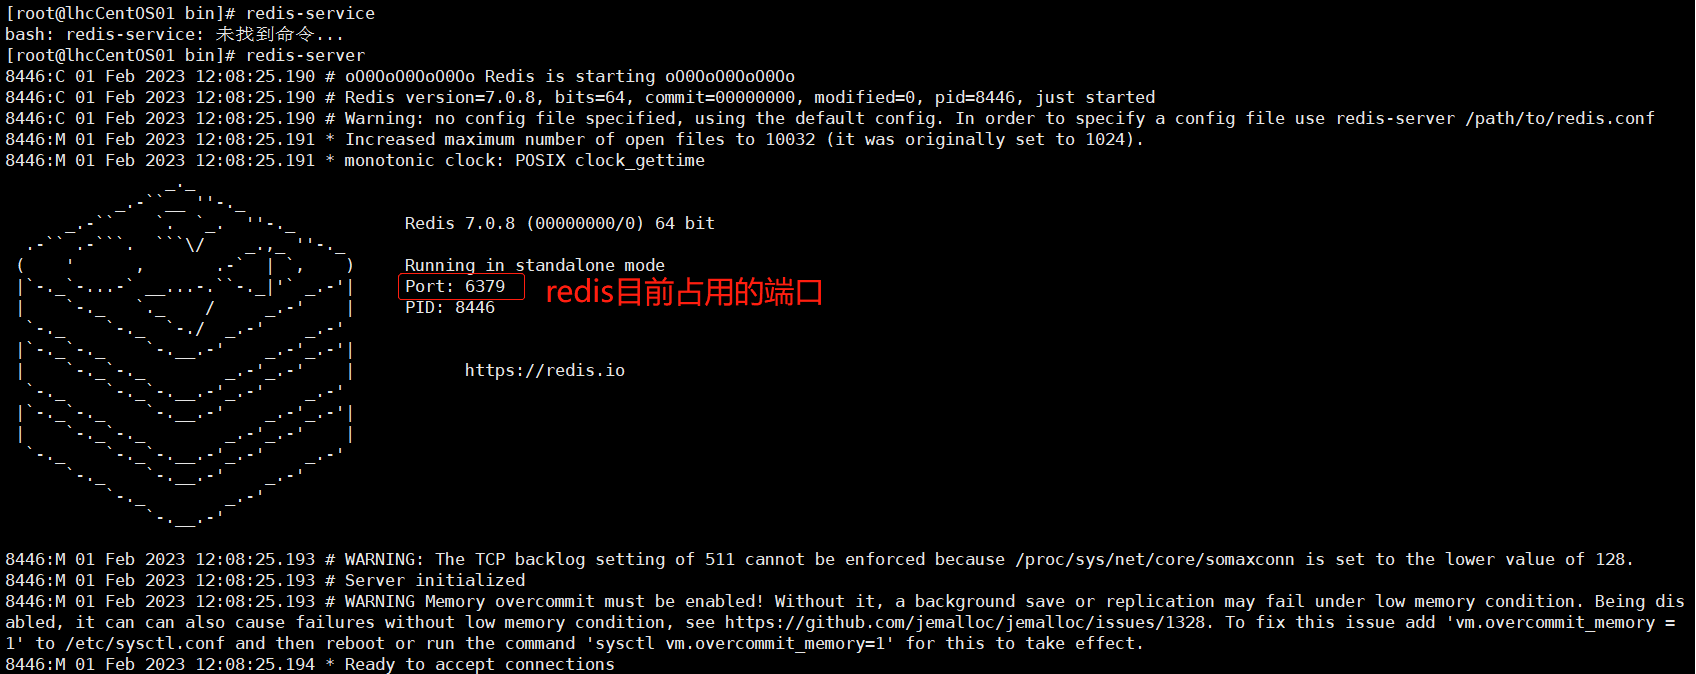 [root@lhcCentOS01 bin]# redis-service
bash: redis-service: 未找到命令...
[root@lhcCentOS01 bin]# redis-server
8446:C 01 Feb 2023 12:08:25.190 # oO0OoO0OoO0Oo Redis is starting oO0OoO0OoO0Oo
8446:C 01 Feb 2023 12:08:25.190 # Redis version=7.0.8, bits=64, commit=00000000, modified=0, pid=8446, just started
8446:C 01 Feb 2023 12:08:25.190 # Warning: no config file specified, using the default config. In order to specify a config file use redis-server /path/to/redis.conf
8446:M 01 Feb 2023 12:08:25.191 * Increased maximum number of open files to 10032 (it was originally set to 1024).
8446:M 01 Feb 2023 12:08:25.191 * monotonic clock: POSIX clock_gettime
Redis 7.0.8 (00000000/0) 64 bit
Running in standalone mode
Port: 6379 redis目前占用的端口
PID: 8446
https://redis.io
8446:M 01 Feb 2023 12:08:25.193 # WARNING: The TCP backlog setting of 511 cannot be enforced because /proc/sys/net/core/somaxconn is set to the lower value of 128.
8446:M 01 Feb 2023 12:08:25.193 # Server initialized
8446:M 01 Feb 2023 12:08:25.193 # WARNING Memory overcommit must be enabled! Without it, a background save or replication may fail under low memory condition. Being dis
abled, it can can also cause failures without low memory condition, see https://github.com/jemalloc/jemalloc/issues/1328. To fix this issue add 'vm.overcommit_memory =
1' to /etc/sysctl.conf and then reboot or run the command 'sysctl vm.overcommit_memory=1' for this to take effect.
8446:M 01 Feb 2023 12:08:25.194 * Ready to accept connections